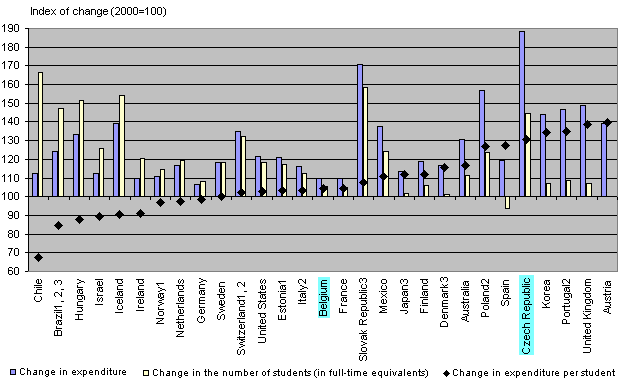 Index of change (2000=100)
190
180
170
160
150
140
130
120
110
100
90
80
70
60
Chile
Brazil1, 2, 3
Hungary
Israel
Iceland
Ireland
Norway1
Netherlands
Germany
Sweden
Switzerland1, 2
United States
Estonia1
Italy2
Belgium
France
Slovak Republic3
Mexico
Japan3
Finland
Denmark3
Australia
Poland2
Spain
Czech Republic
Korea
Portugal2
United Kingdom
Austria
Change in expenditure Change in the number of students (in full-time equivalents) Change in expenditure per student